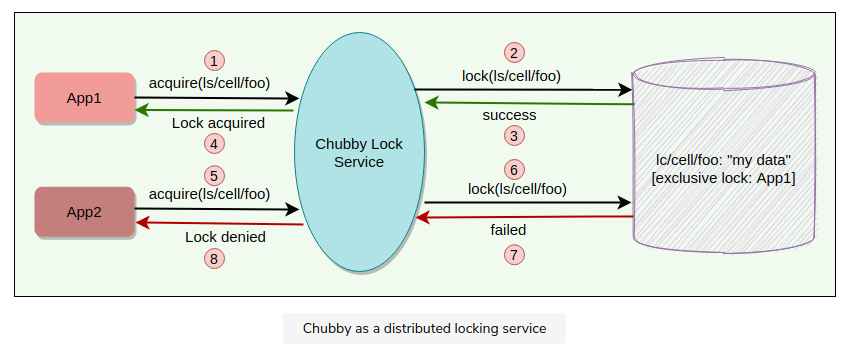 1
acquire(ls/cell/foo)
App1
Lock acquired
4
5
acquire(ls/cell/foo)
App2
Lock denied
8
Chubby Lock
Service
2
lock(ls/cell/foo)
success
3
6
lock(ls/cell/foo)
failed
7
lc/cell/foo: "my data"
[exclusive lock: App1]
Chubby as a distributed locking service